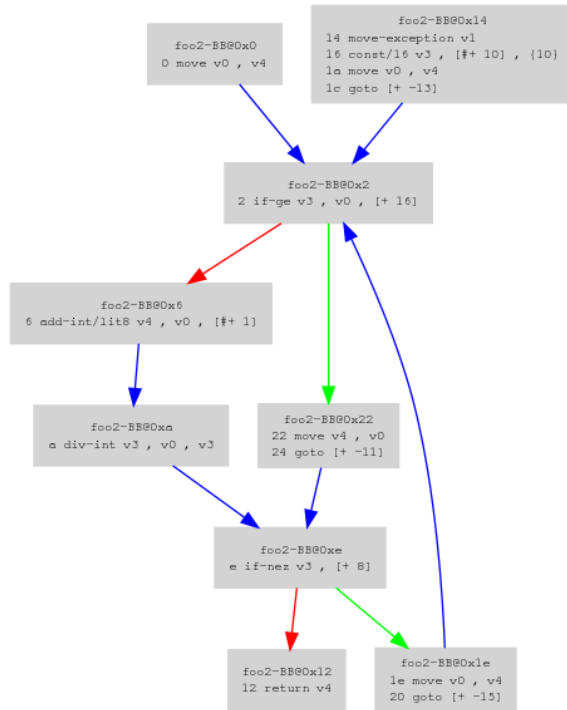 foo2-BB@0x0
0 move v0 , v4
foo2-BB@0x14
14 move-exception v1
16 const/16 v3 , [#+ 10] , {10}
1a move v0 , v4
1c goto [+ -13]
foo2-BB@0x2
2 if-ge v3 , v0 , [+ 16]
foo2-BB@0x6
6 add-int/lit8 v4 , v0 , [#+ 1]
foo2-BB@0xa
a div-int v3 , v0 , v3
foo2-BB@0x22
22 move v4 , v0
24 goto [+ -11]
foo2-BB@0xe
e if-nez v3 , [+ 8]
foo2-BB@0x12
12 return v4
foo2-BB@0x1e
1e move v0 , v4
20 goto [+ -15]